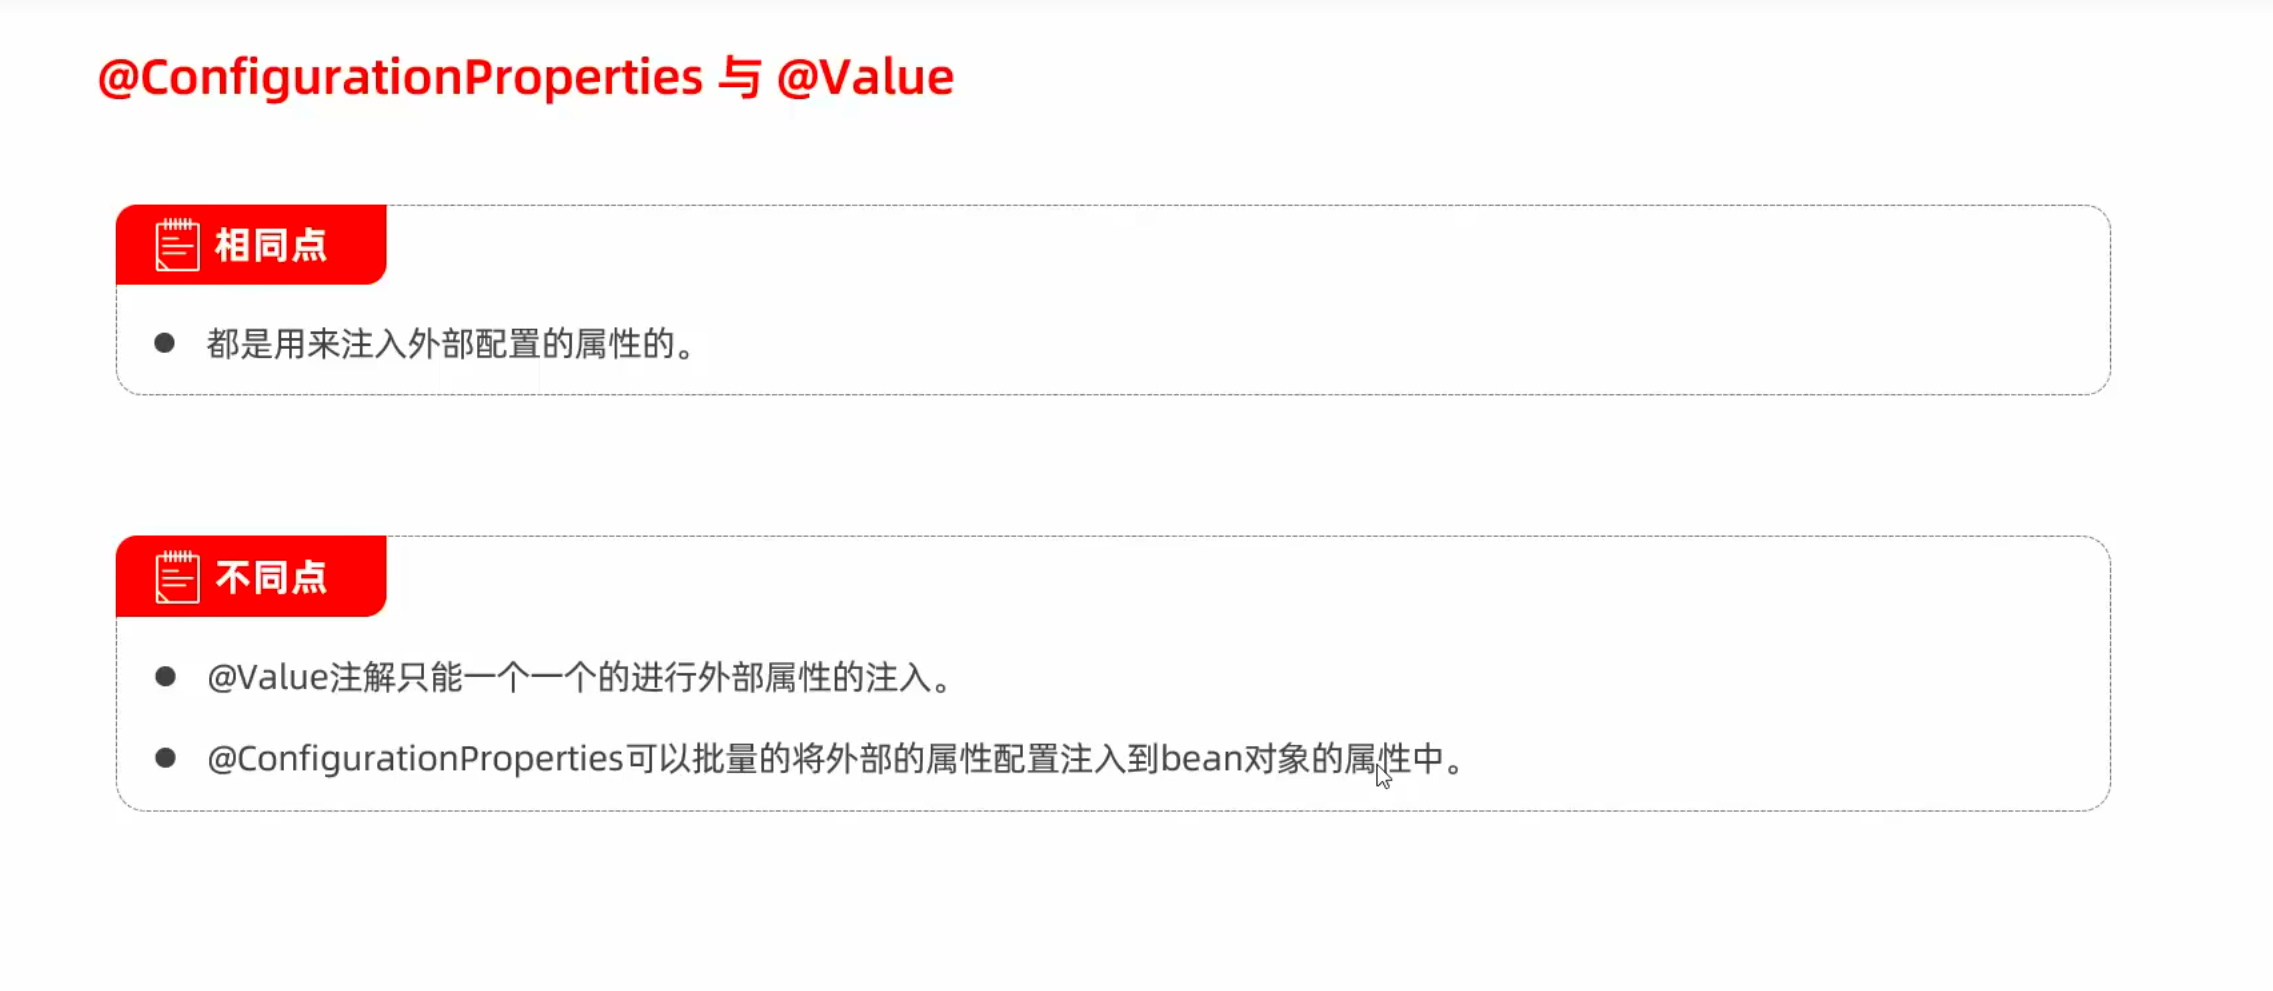 @ConfigurationProperties 与 @Value
相同点
都是用来注入外部配置的属性的。
不同点
@Value注解只能一个一个的进行外部属性的注入。
@ConfigurationProperties可以批量的将外部的属性配置注入到bean对象的属性中。